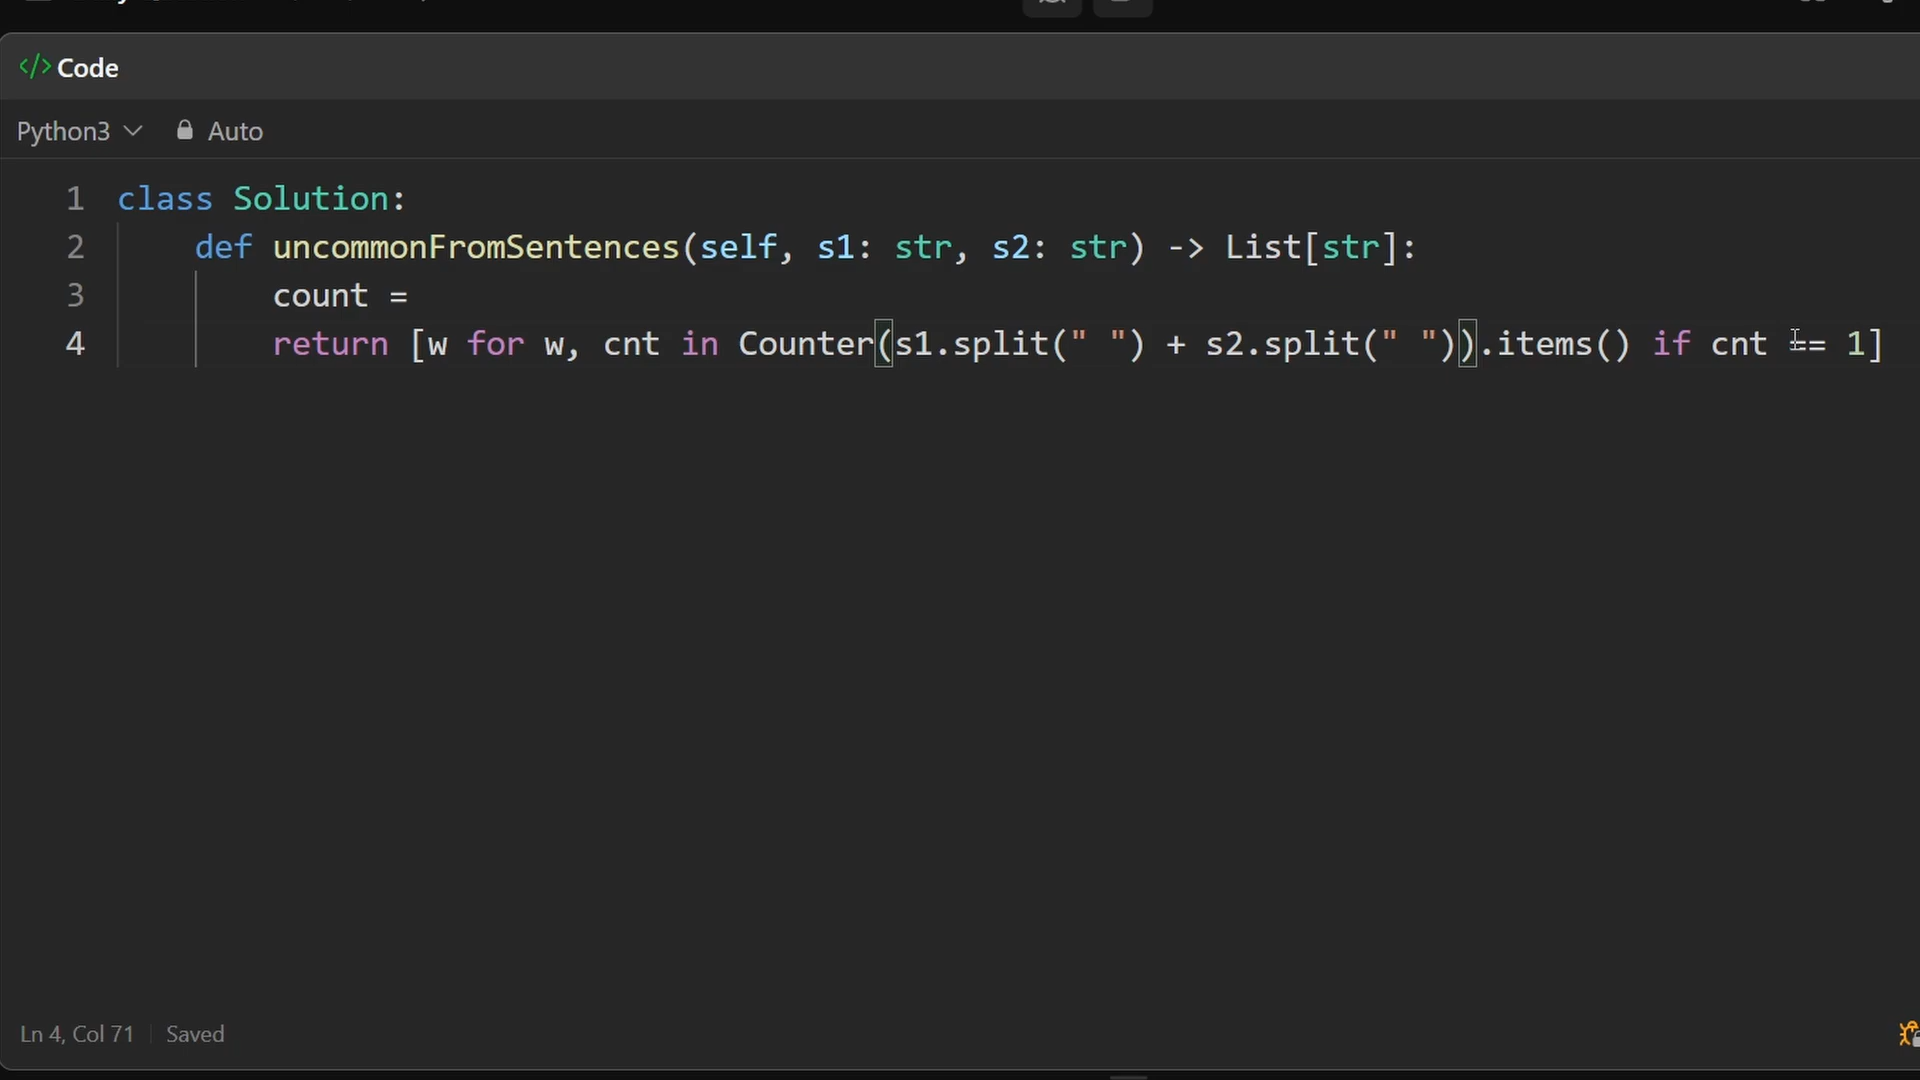 </> Code
Python3 Auto
1 class Solution:
2 def uncommonFromSentences(self, s1: str, s2: str) -> List[str]:
3 count =
4 return [w for w, cnt in Counter(s1.split(" ") + s2.split(" ")).items() if cnt == 1]
Ln 4, Col 71 Saved